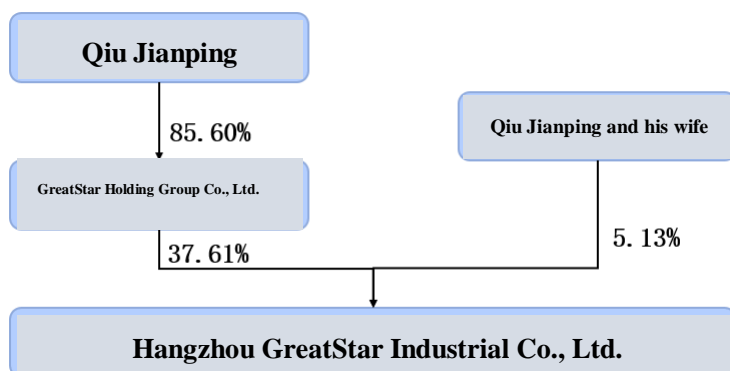 Qiu Jianping
85.60%
Qiu Jianping and his wife
GreatStar Holding Group Co., Ltd.
37.61%
5.13%
Hangzhou GreatStar Industrial Co., Ltd.